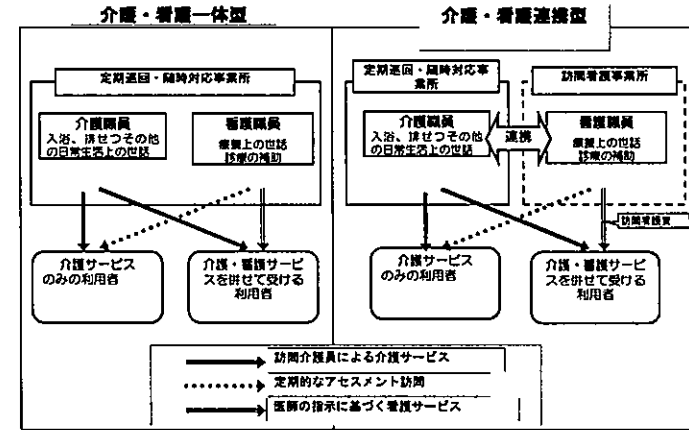 介護・看護一体型
定期巡回・随時対応事業所
介護職員
入浴、排せつその他
の日常生活上の世話
看護職員
療養上の世話
診療の補助
介護サービス
のみの利用者
介護・看護サービ
スを併せて受ける
利用者
介護・看護連携型
定期巡回・随時対応事
業所
訪問看護事業所
介護職員
入浴、排せつその他
の日常生活上の世話
連携
看護職員
療養上の世話
診療の補助
訪問看護費
介護サービス
のみの利用者
介護・看護サービ
スを併せて受ける
利用者
訪問介護員による介護サービス
定期的なアセスメント訪問
医師の指示に基づく看護サービス